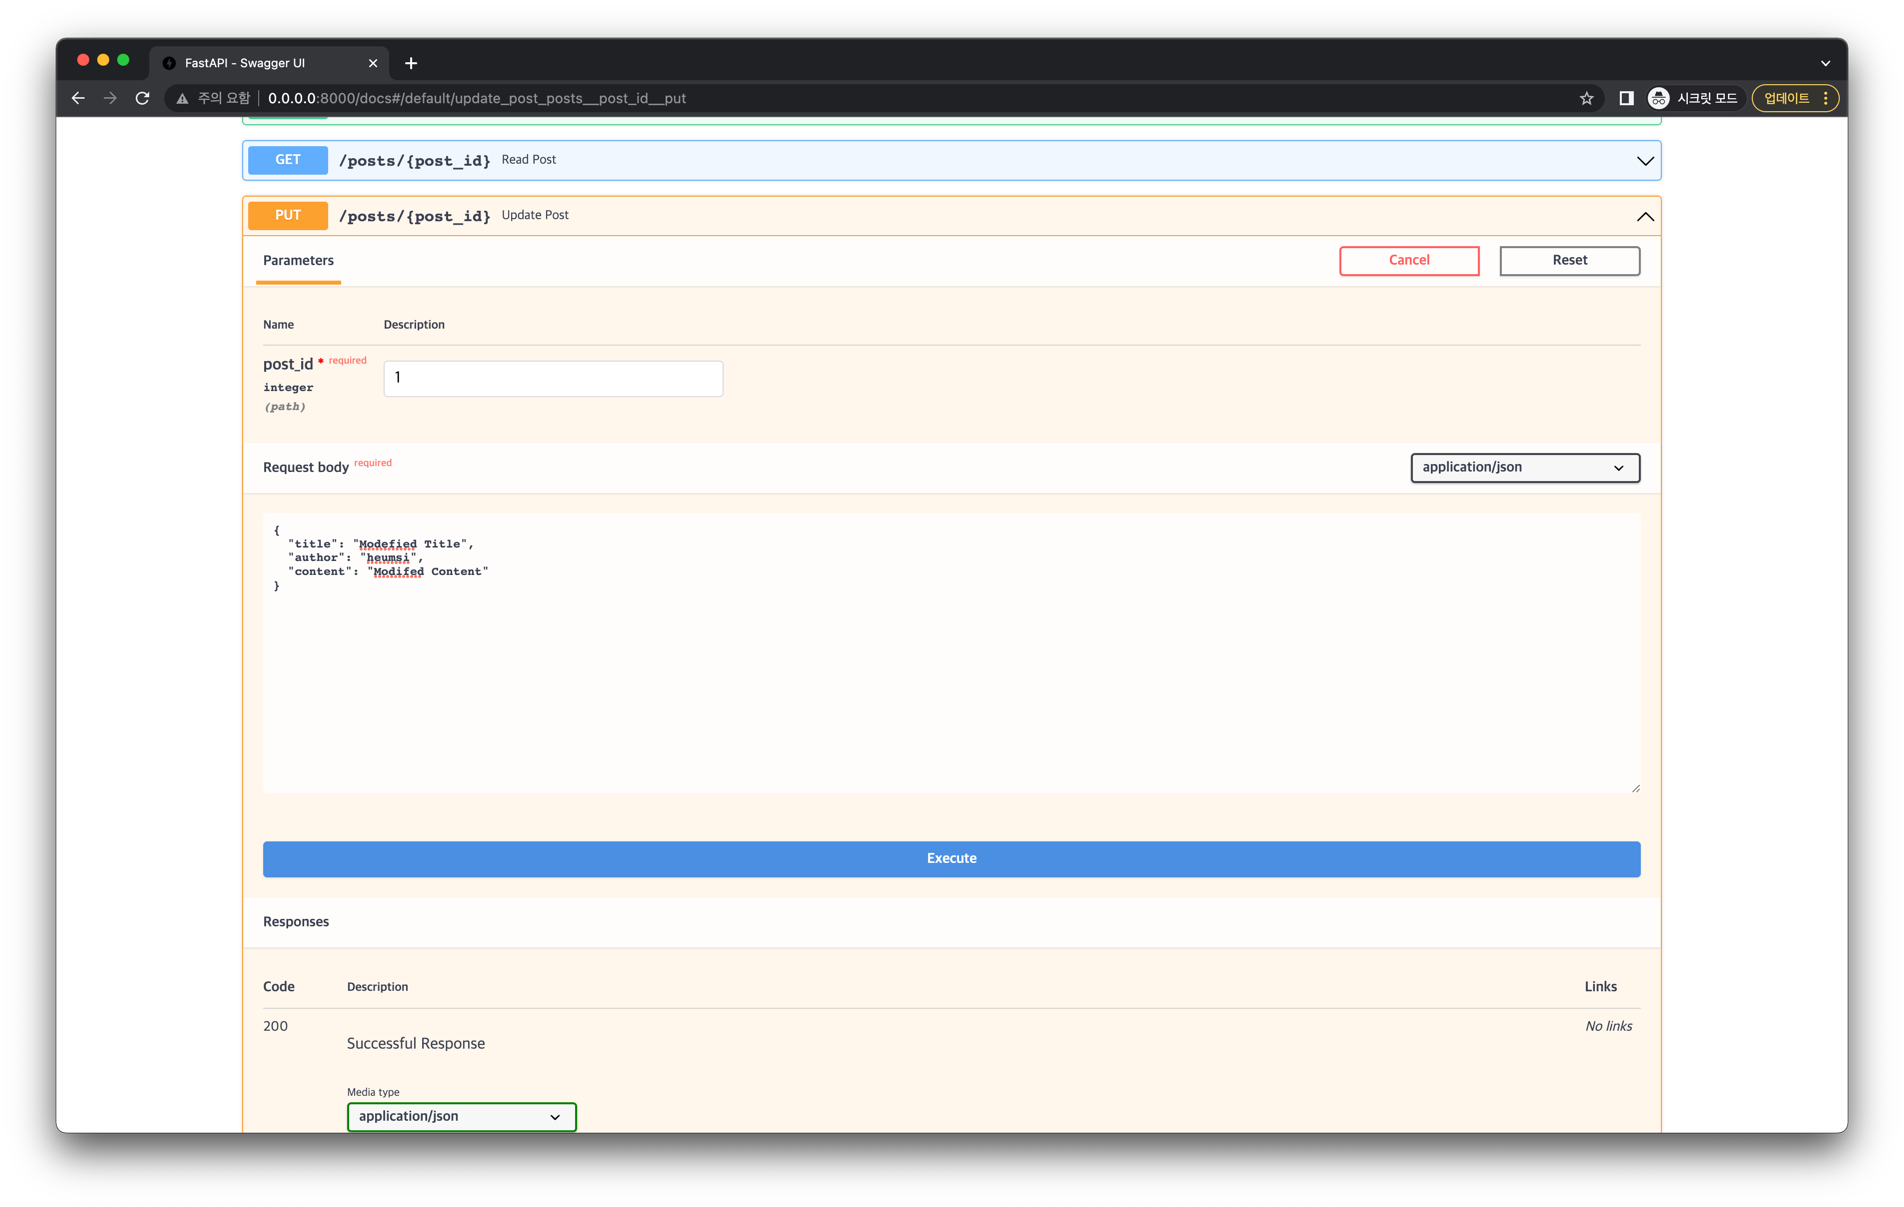 FastAPI - Swagger UI
주의 요함 0.0.0.0:8000/docs#/default/update_post_posts__post_id__put 시크릿 모드 업데이트
GET /posts/{post_id} Read Post
PUT /posts/{post_id} Update Post
Parameters Cancel Reset
Name Description
post_id * required
integer
(path)
1
Request body required application/json
{
"title": "Modefied Title",
"author": "heumsi",
"content": "Modifed Content"
}
Execute
Responses
Code Description Links
200 No links
Successful Response
Media type
application/json